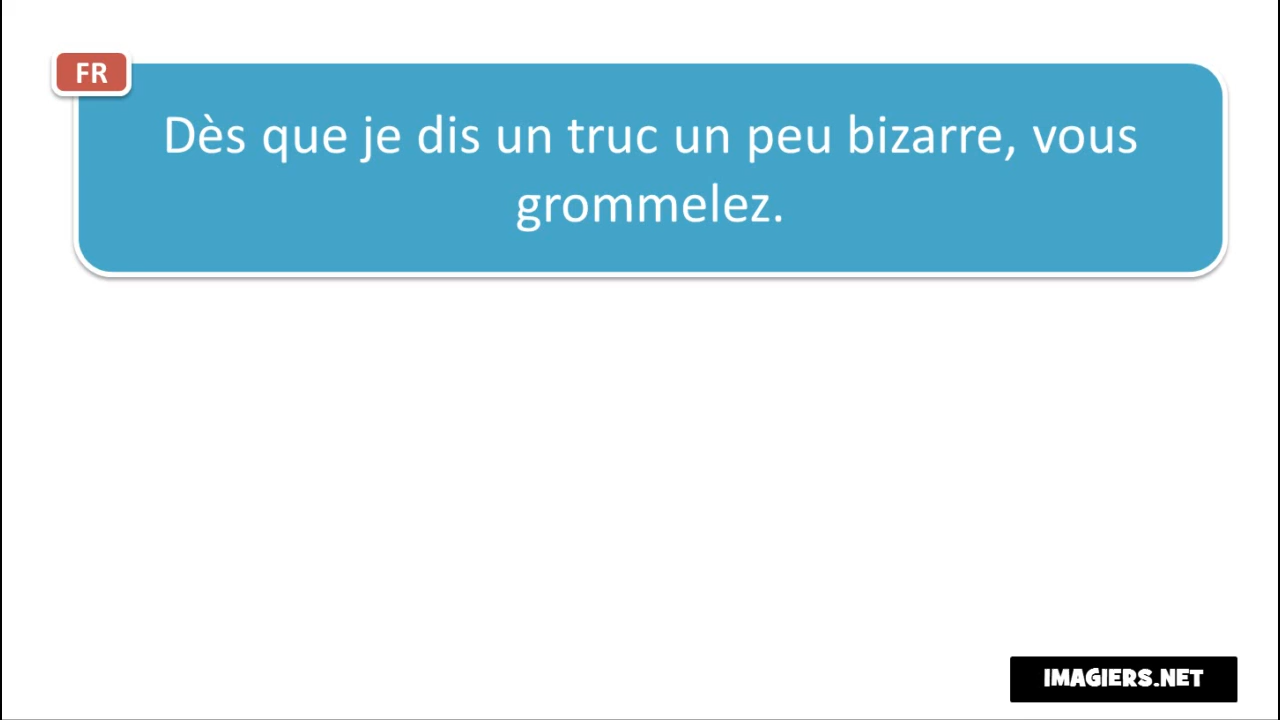 FR
Dès que je dis un truc un peu bizarre, vous
grommelez.
IMAGIERS.NET